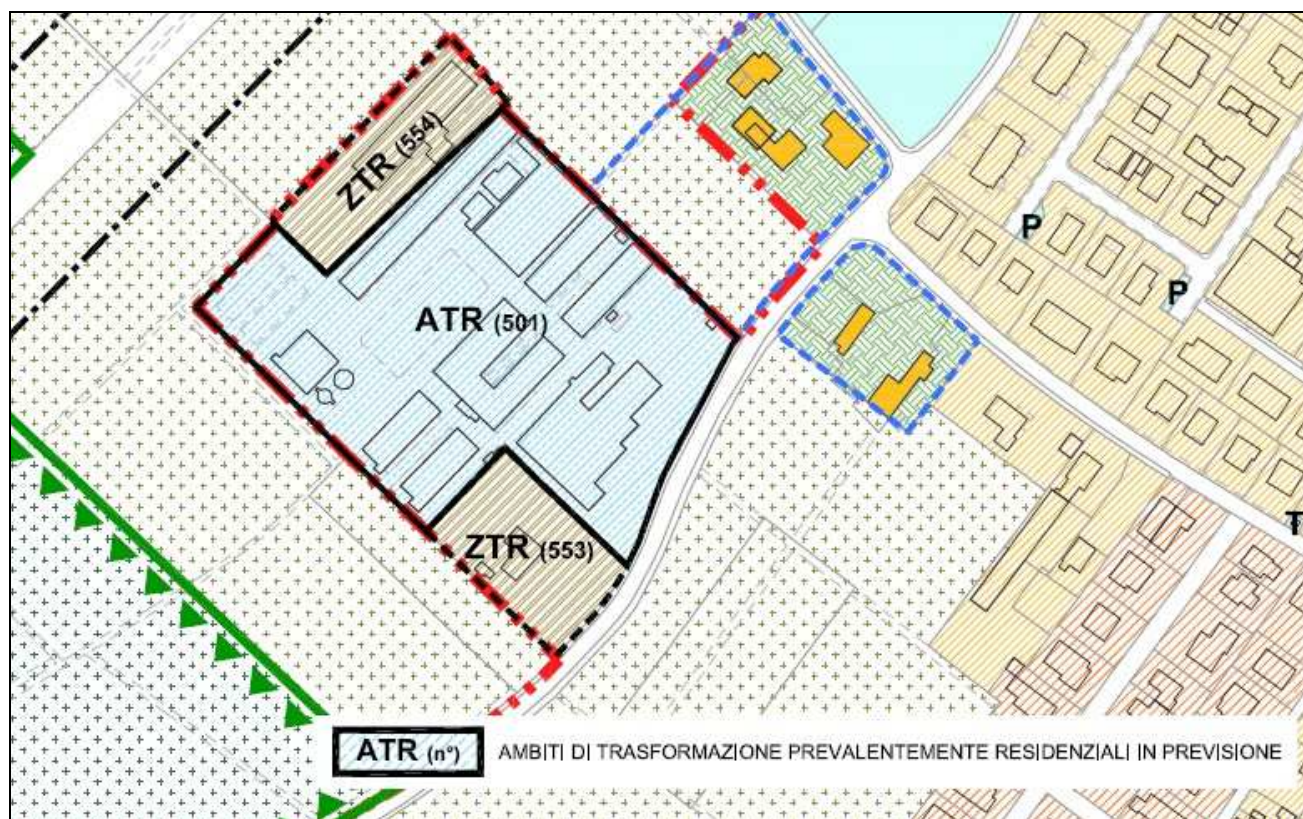 ZTR (554)
P
P
ATR (501)
T
ZTR (553)
ATR (n°) AMBITI DI TRASFORMAZIONE PREVALENTEMENTE RESIDENZIALI IN PREVISIONE